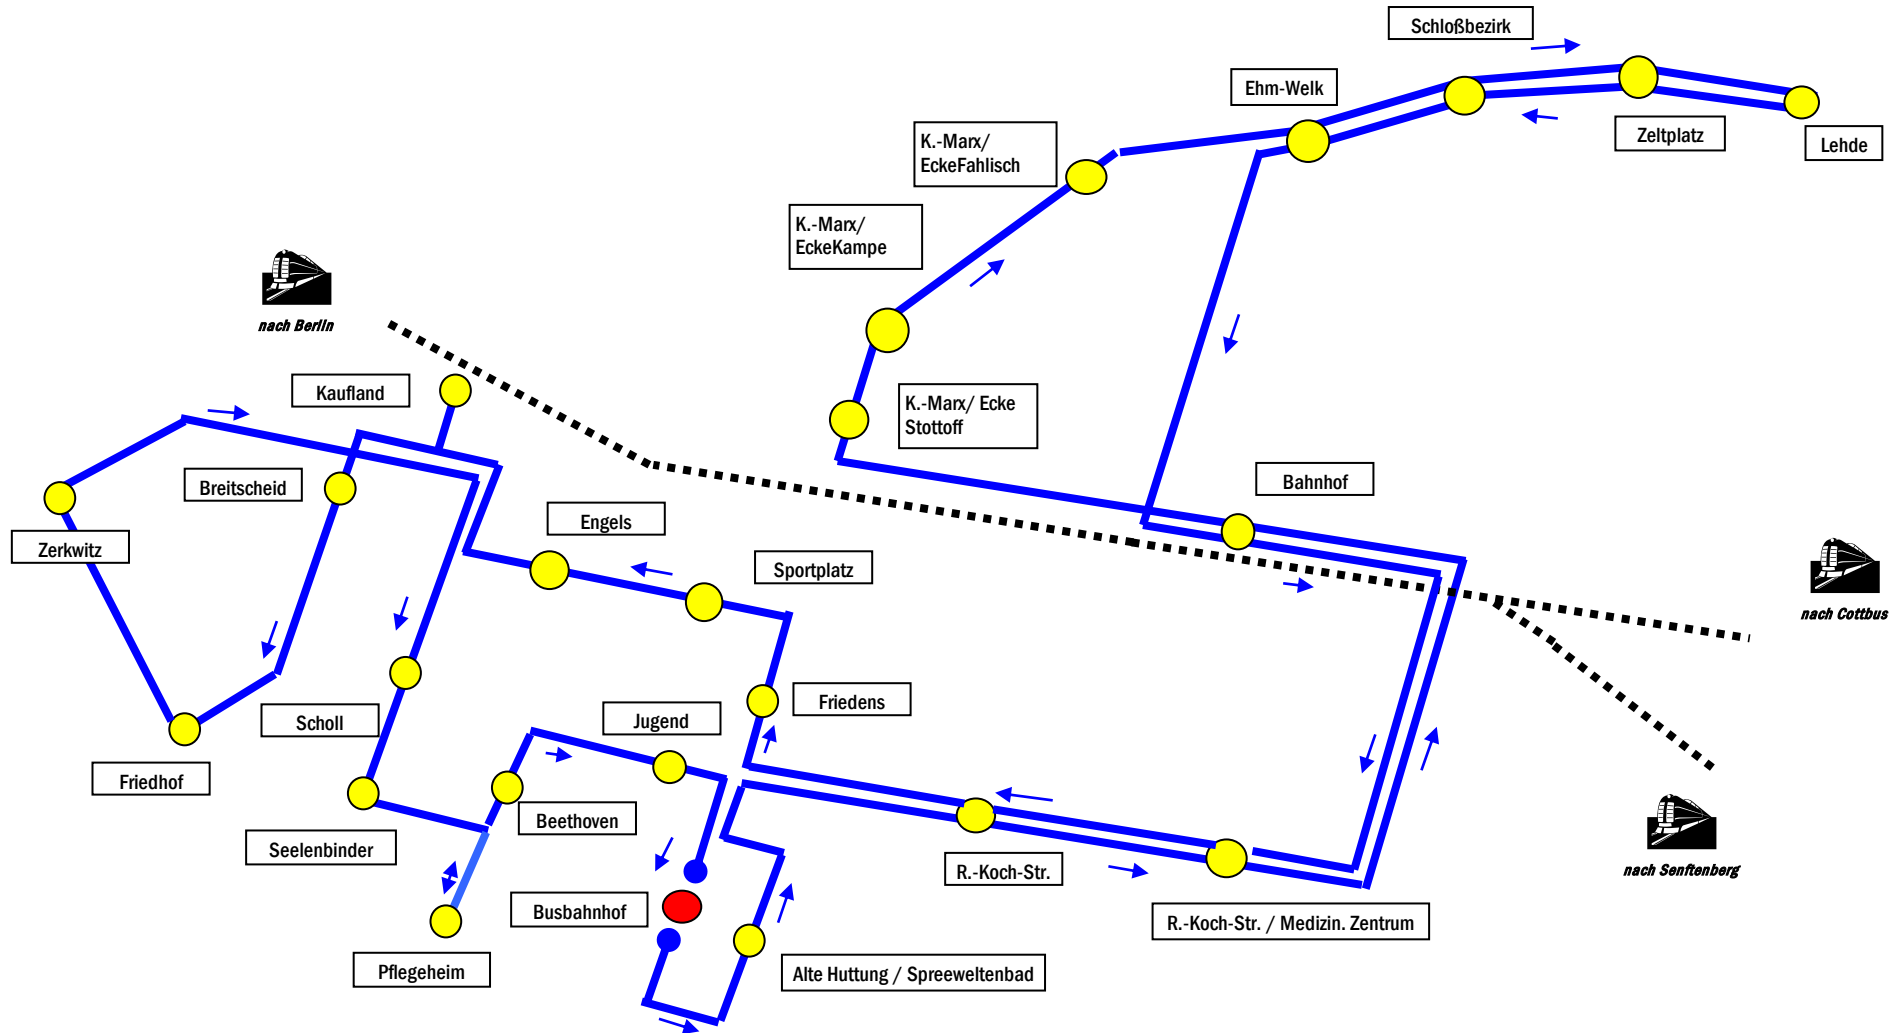 Schloßbezirk
Ehm-Welk
Zeltplatz
Lehde
K.-Marx/
EckeFahlisch
K.-Marx/
EckeKampe
nach Berlin
Kaufland
K.-Marx/ Ecke
Stottoff
Breitscheid
Bahnhof
Engels
Zerkwitz
Sportplatz
nach Cottbus
Friedens
Scholl
Jugend
Friedhof
Beethoven
Seelenbinder
R.-Koch-Str.
nach Senftenberg
Busbahnhof
R.-Koch-Str. / Medizin. Zentrum
Pflegeheim
Alte Huttung / Spreeweltenbad